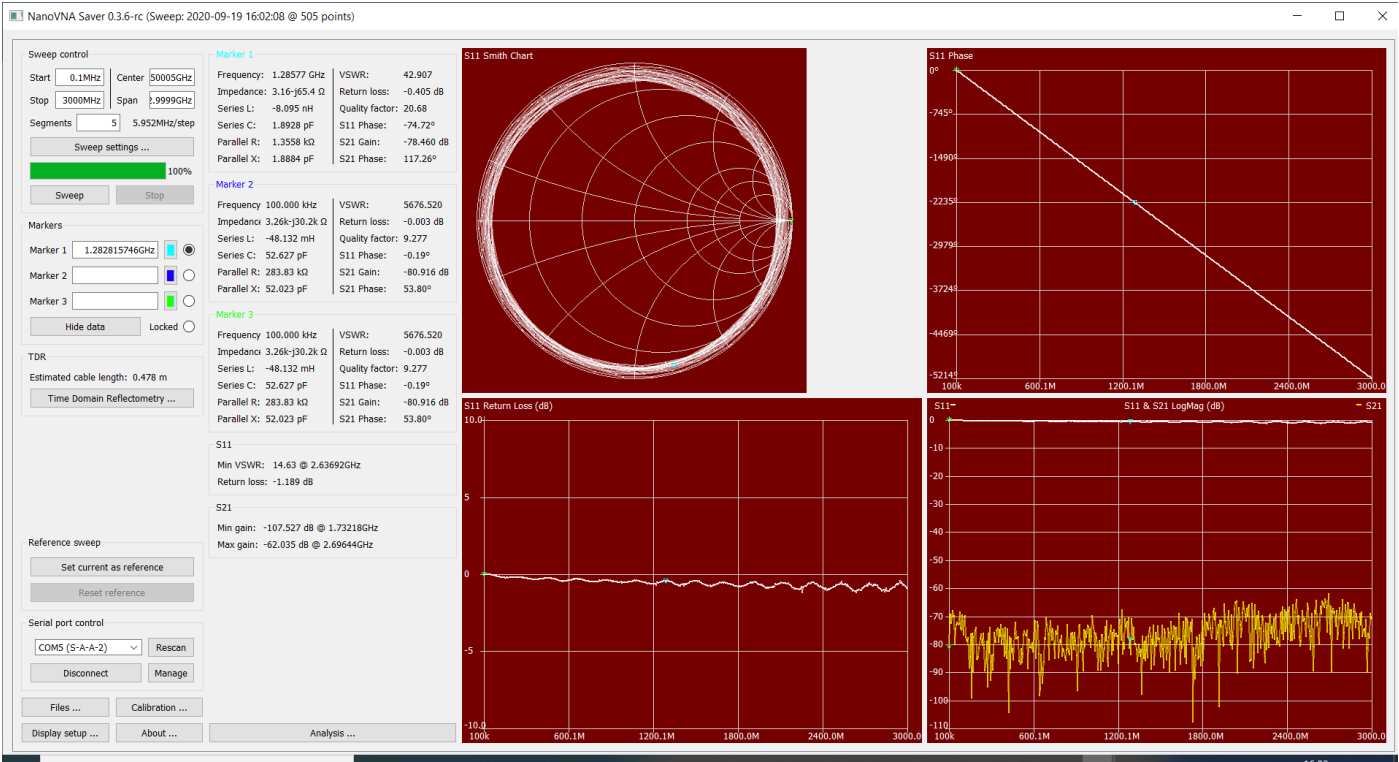 NanoVNA Saver 0.3.6-rc (Sweep: 2020-09-19 16:02:08 @ 505 points)
Sweep control
Start 0.1MHz Center 50005GHz
Stop 3000MHz Span 2.9999GHz
Segments 5 5.952MHz/step
Sweep settings ...
100%
Sweep Stop
Markers
Marker 1 1.282815746GHz
Marker 2
Marker 3
Hide data Locked
TDR
Estimated cable length: 0.478 m
Time Domain Reflectometry ...
Reference sweep
Set current as reference
Reset reference
Serial port control
COM5 (S-A-A-2) Rescan
Disconnect Manage
Files ... Calibration ...
Display setup ... About ...
Marker 1
Frequency: 1.28577 GHz VSWR: 42.907
Impedance: 3.16-j65.4 Ω Return loss: -0.405 dB
Series L: -8.095 nH Quality factor: 20.68
Series C: 1.8928 pF S11 Phase: -74.72°
Parallel R: 1.3558 kΩ S21 Gain: -78.460 dB
Parallel X: 1.8884 pF S21 Phase: 117.26°
Marker 2
Frequency 100.000 kHz VSWR: 5676.520
Impedance 3.26k-j30.2k Ω Return loss: -0.003 dB
Series L: -48.132 mH Quality factor: 9.277
Series C: 52.627 pF S11 Phase: -0.19°
Parallel R: 283.83 kΩ S21 Gain: -80.916 dB
Parallel X: 52.023 pF S21 Phase: 53.80°
Marker 3
Frequency 100.000 kHz VSWR: 5676.520
Impedance 3.26k-j30.2k Ω Return loss: -0.003 dB
Series L: -48.132 mH Quality factor: 9.277
Series C: 52.627 pF S11 Phase: -0.19°
Parallel R: 283.83 kΩ S21 Gain: -80.916 dB
Parallel X: 52.023 pF S21 Phase: 53.80°
S11
Min VSWR: 14.63 @ 2.63692GHz
Return loss: -1.189 dB
S21
Min gain: -107.527 dB @ 1.73218GHz
Max gain: -62.035 dB @ 2.69644GHz
Analysis ...
S11 Smith Chart
S11 Phase
0°
-745°
-1490°
-2235°
-2979°
-3724°
-4469°
-5214°
100k 600.1M 1200.1M 1800.0M 2400.0M 3000.0
S11 Return Loss (dB)
10.0
5
0
-5
-10.0
100k 600.1M 1200.1M 1800.0M 2400.0M 3000.0
S11 S11 & S21 LogMag (dB) S21
0
-10
-20
-30
-40
-50
-60
-70
-80
-90
-100
-110
100k 600.1M 1200.1M 1800.0M 2400.0M 3000.0